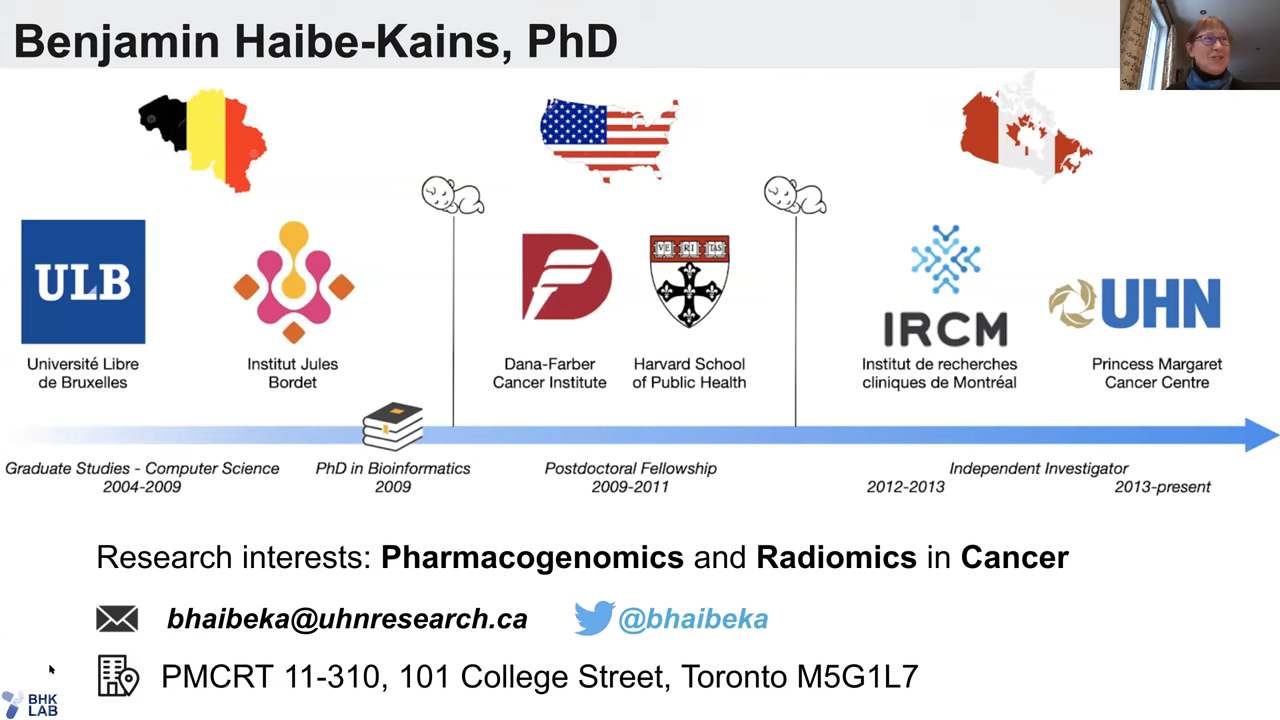 Benjamin Haibe-Kains, PhD
ULB
Université Libre
de Bruxelles
Institut Jules
Bordet
Dana-Farber
Cancer Institute
VE RI TAS
Harvard School
of Public Health
IRCM
Institut de recherches
cliniques de Montréal
UHN
Princess Margaret
Cancer Centre
Graduate Studies - Computer Science
2004-2009
PhD in Bioinformatics
2009
Postdoctoral Fellowship
2009-2011
Independent Investigator
2012-2013
2013-present
Research interests: Pharmacogenomics and Radiomics in Cancer
bhaibeka@uhnresearch.ca
@bhaibeka
PMCRT 11-310, 101 College Street, Toronto M5G1L7
BHK
LAB